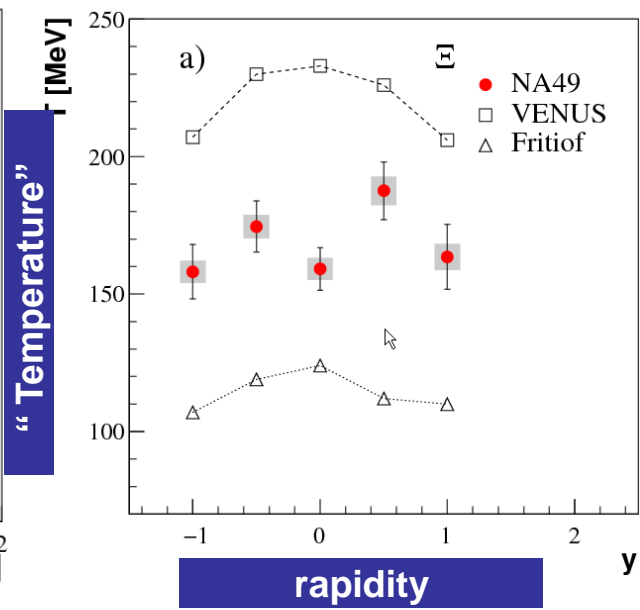 250
T [MeV]
a)
Ξ
NA49
VENUS
Fritiof
200
“ Temperature”
150
100
2
−1
0
1
2
y
rapidity